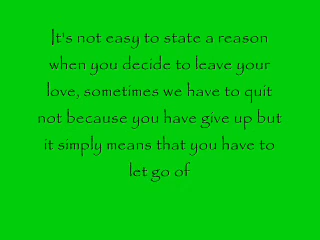 It's not easy to state a reason
when you decide to leave your
love, sometimes we have to quit
not because you have give up but
it simply means that you have to
let go of